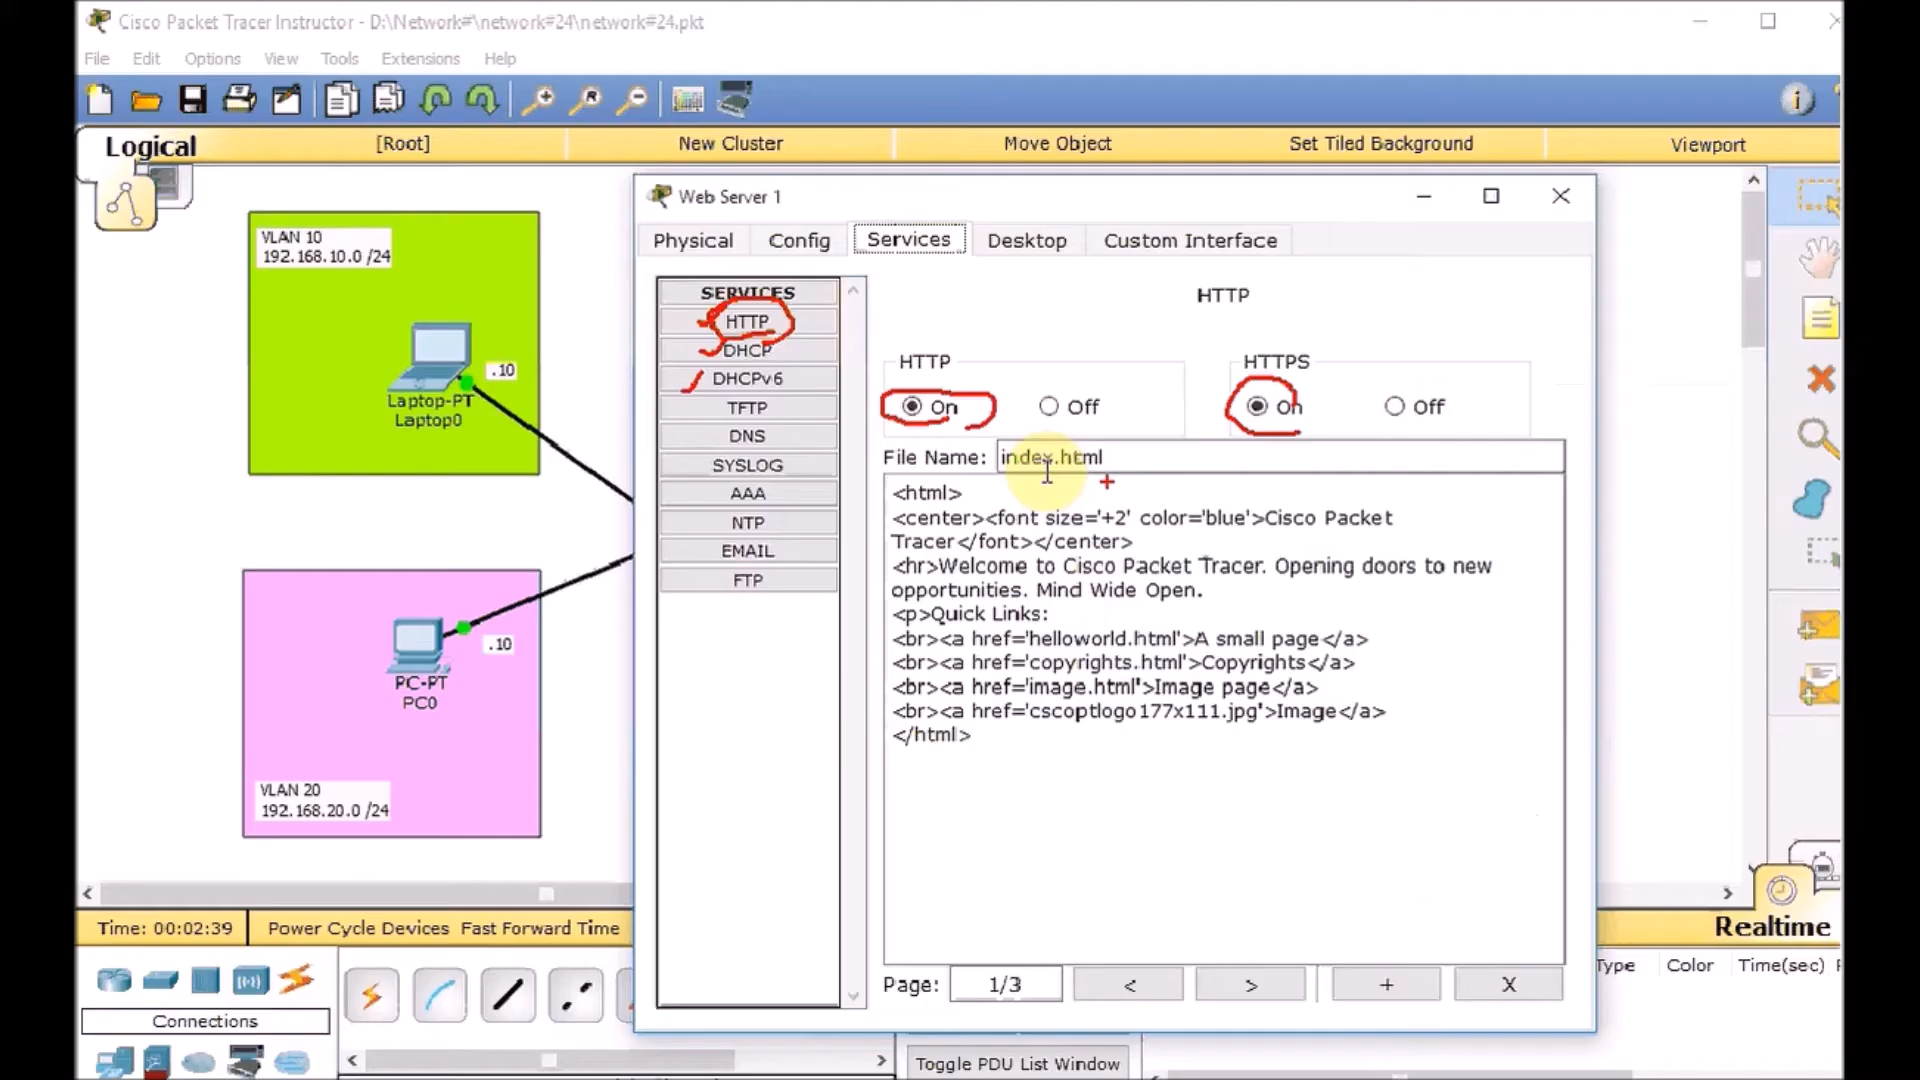 Cisco Packet Tracer Instructor - D:\Network#\network#24\network#24.pkt
File Edit Options View Tools Extensions Help
Logical [Root] New Cluster Move Object Set Tiled Background Viewport
VLAN 10
192.168.10.0 /24
.10
Laptop-PT
Laptop0
.10
PC-PT
PC0
VLAN 20
192.168.20.0 /24
Web Server 1
Physical Config Services Desktop Custom Interface
SERVICES
HTTP
DHCP
DHCPv6
TFTP
DNS
SYSLOG
AAA
NTP
EMAIL
FTP
HTTP
HTTP HTTPS
On Off On Off
File Name: index.html
<html>
<center><font size='+2' color='blue'>Cisco Packet
Tracer</font></center>
<hr>Welcome to Cisco Packet Tracer. Opening doors to new
opportunities. Mind Wide Open.
<p>Quick Links:
<br><a href='helloworld.html'>A small page</a>
<br><a href='copyrights.html'>Copyrights</a>
<br><a href='image.html'>Image page</a>
<br><a href='cscoptlogo177x111.jpg'>Image</a>
</html>
Page: 1/3 < > + X
Time: 00:02:39 Power Cycle Devices Fast Forward Time
Realtime
Type Color Time(sec)
Connections
Toggle PDU List Window